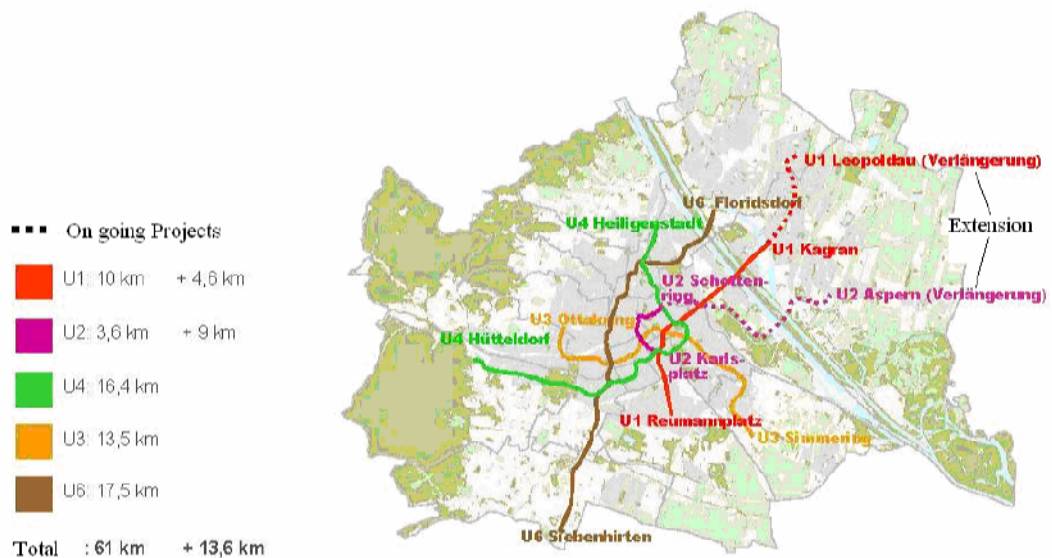 On going Projects
U1: 10 km + 4,6 km
U2: 3,6 km + 9 km
U4: 16,4 km
U3: 13,5 km
U6: 17,5 km
Total : 61 km + 13,6 km
U1 Leopoldau (Verlängerung)
U6 Floridsdorf
U4 Heiligenstadt
Extension
U1 Kagran
U2 Schotten-
ring
U2 Aspern (Verlängerung)
U3 Ottakring
U4 Hütteldorf
U2 Karls-
platz
U1 Reumannplatz
U3 Simmering
U6 Siebenhirten